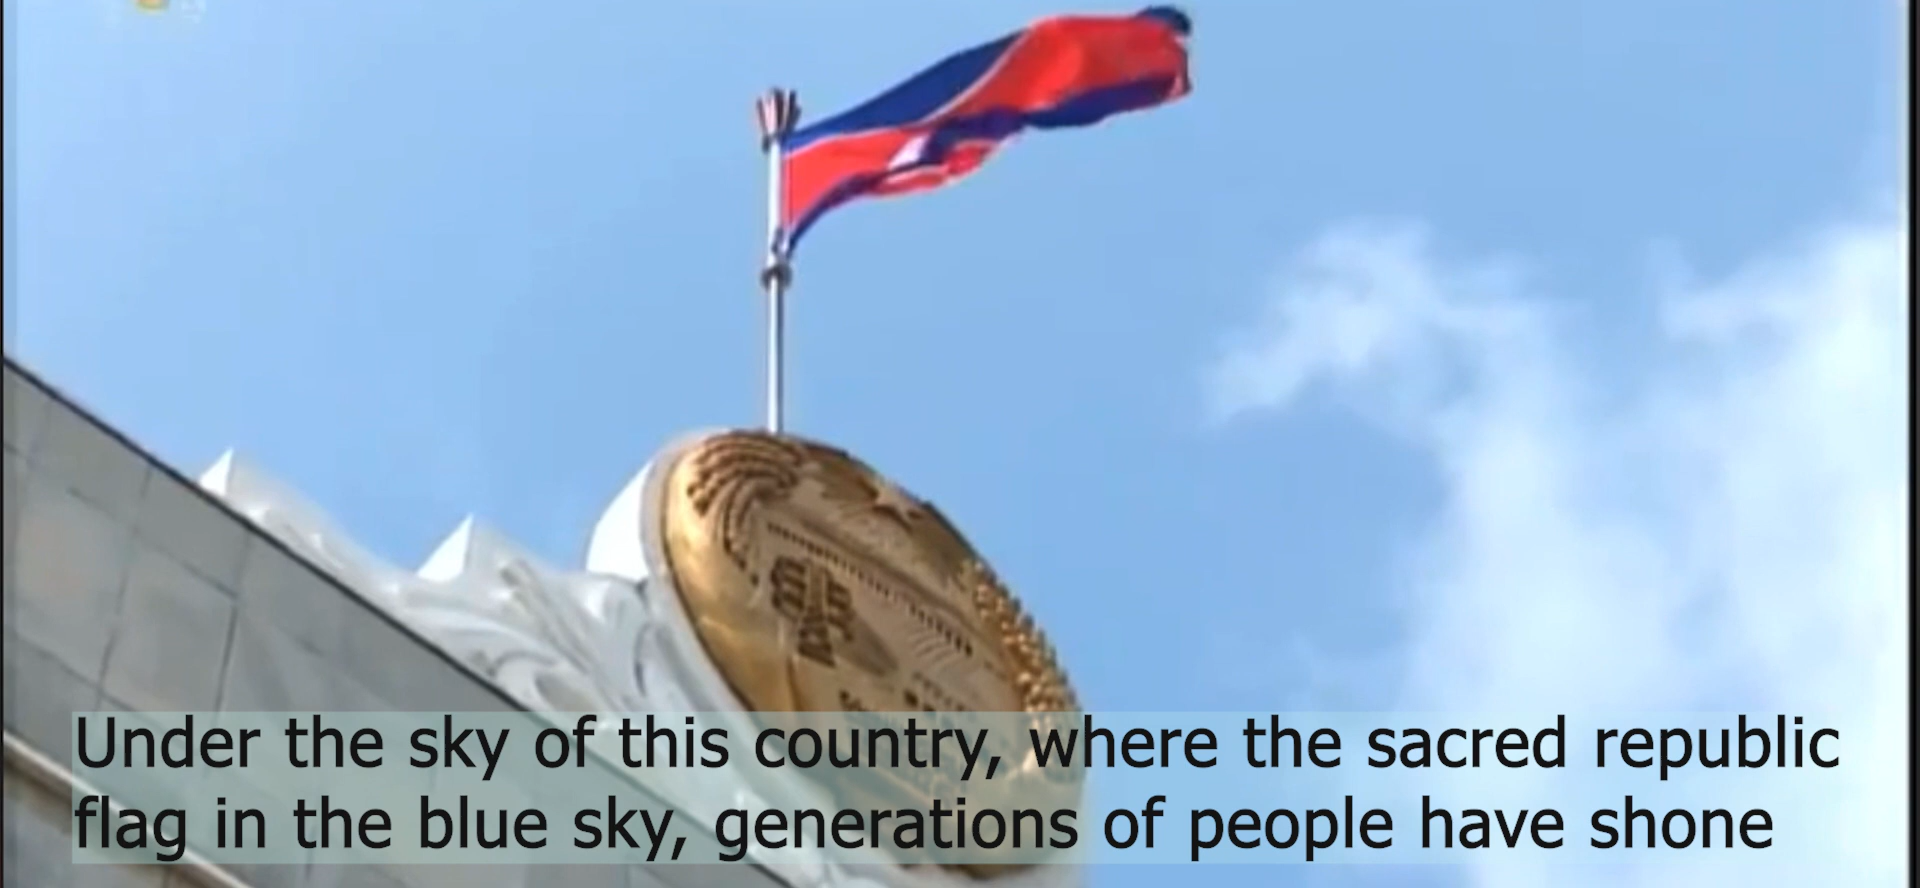 Under the sky of this country, where the sacred republic
flag in the blue sky, generations of people have shone